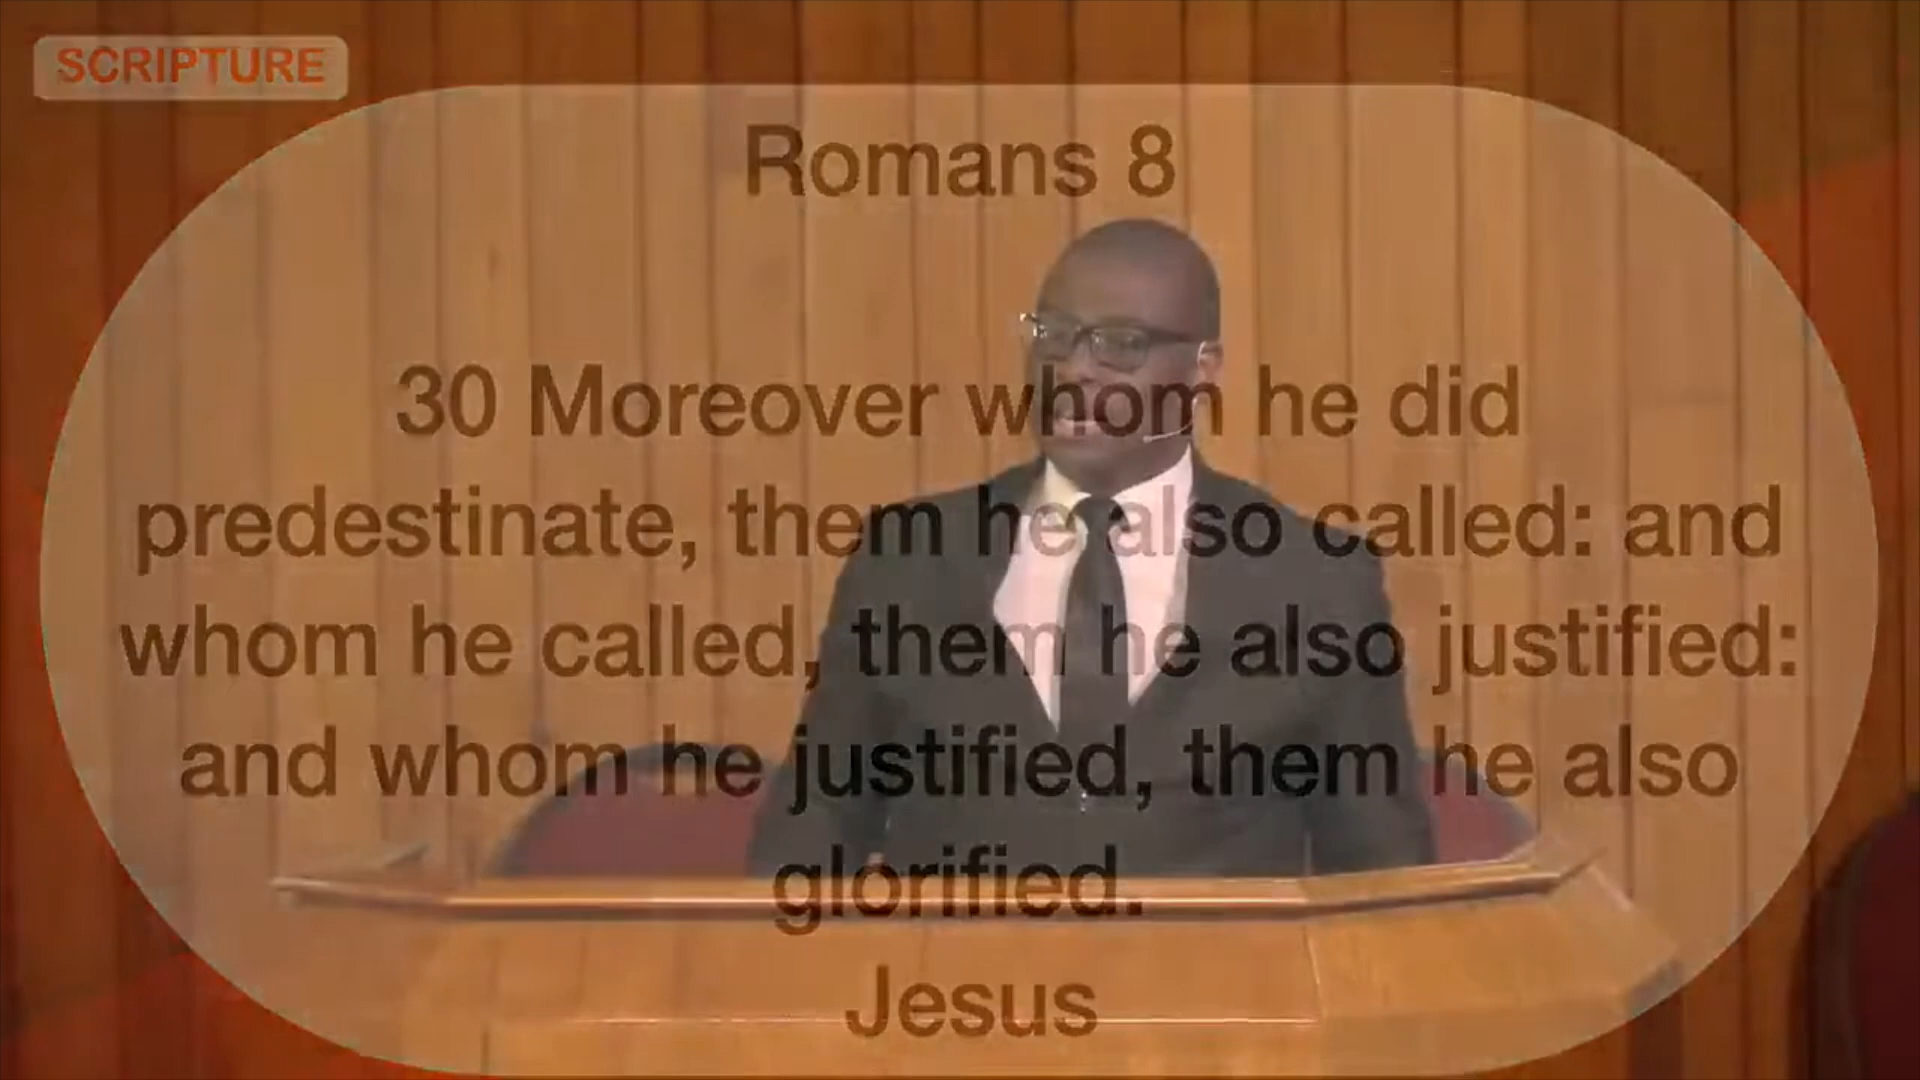 SCRIPTURE
Romans 8
30 Moreover whom he did
predestinate, them he also called: and
whom he called, them he also justified:
and whom he justified, them he also
glorified.
Jesus